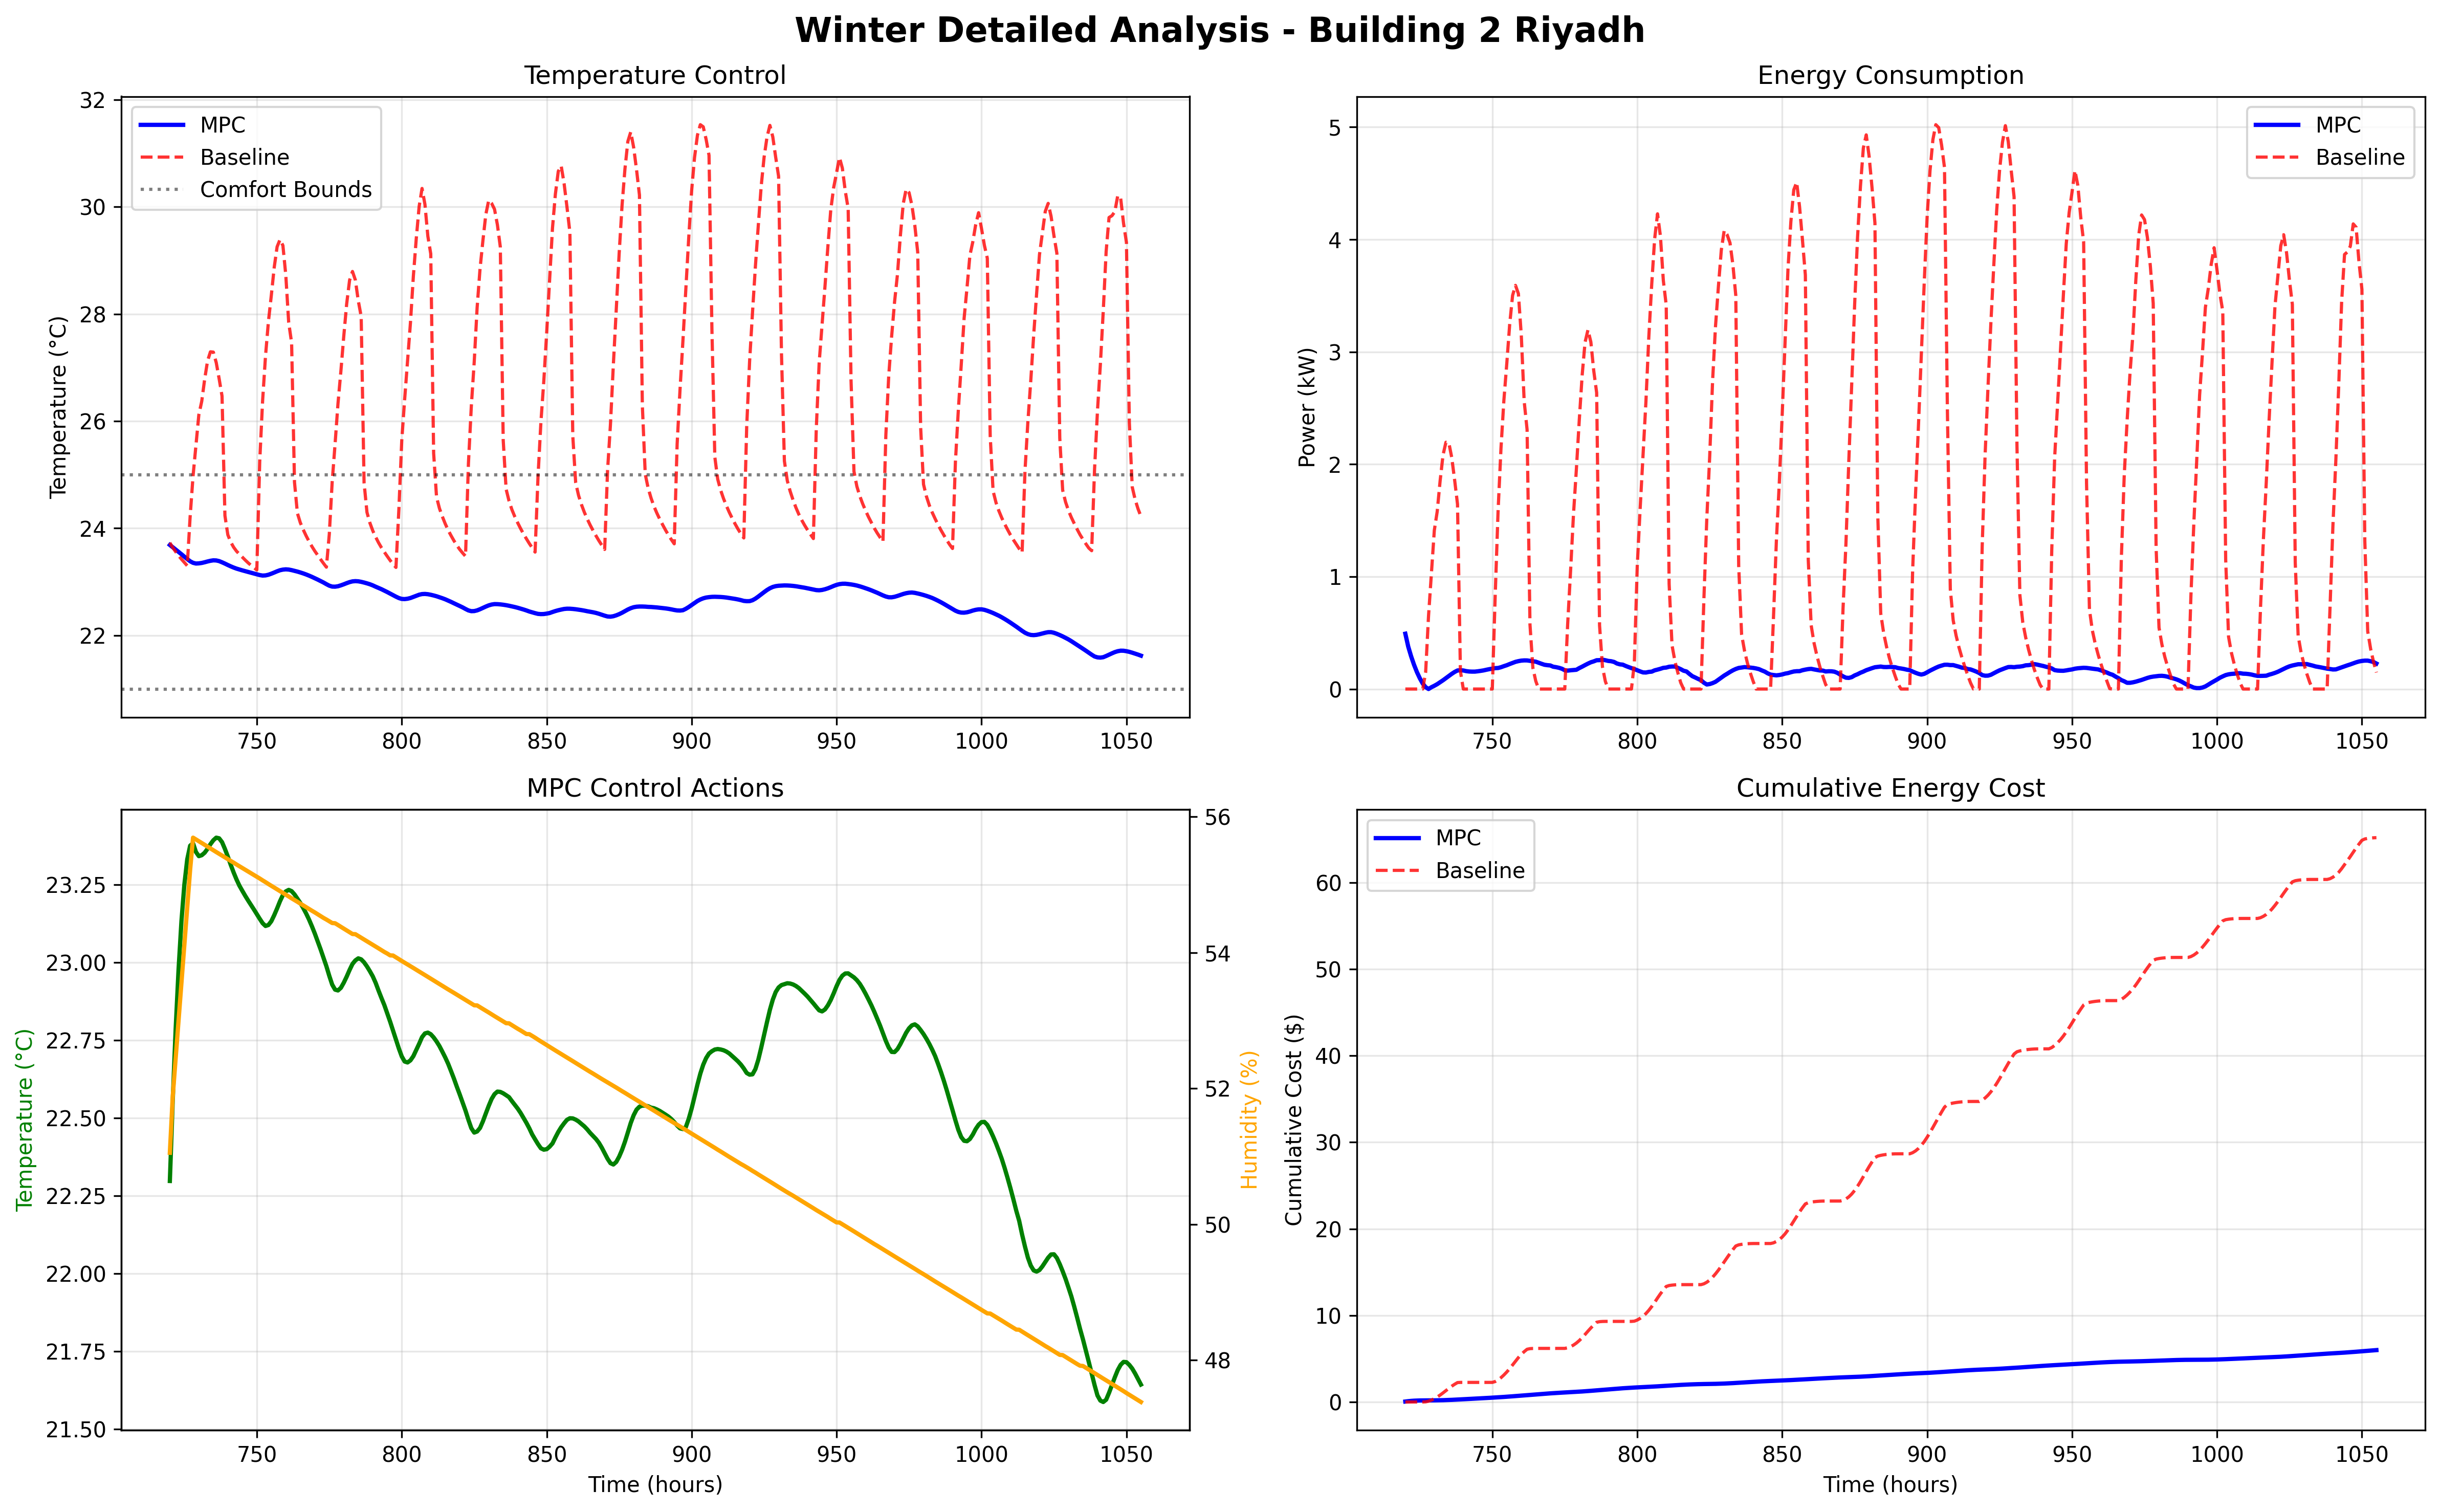 Winter Detailed Analysis - Building 2 Riyadh
Temperature Control
MPC
Baseline
Comfort Bounds
Temperature (°C)
32
30
28
26
24
22
750 800 850 900 950 1000 1050
Energy Consumption
MPC
Baseline
Power (kW)
5
4
3
2
1
0
750 800 850 900 950 1000 1050
MPC Control Actions
Temperature (°C)
23.25
23.00
22.75
22.50
22.25
22.00
21.75
21.50
56
54
52
50
48
Humidity (%)
750 800 850 900 950 1000 1050
Time (hours)
Cumulative Energy Cost
MPC
Baseline
Cumulative Cost ($)
60
50
40
30
20
10
0
750 800 850 900 950 1000 1050
Time (hours)